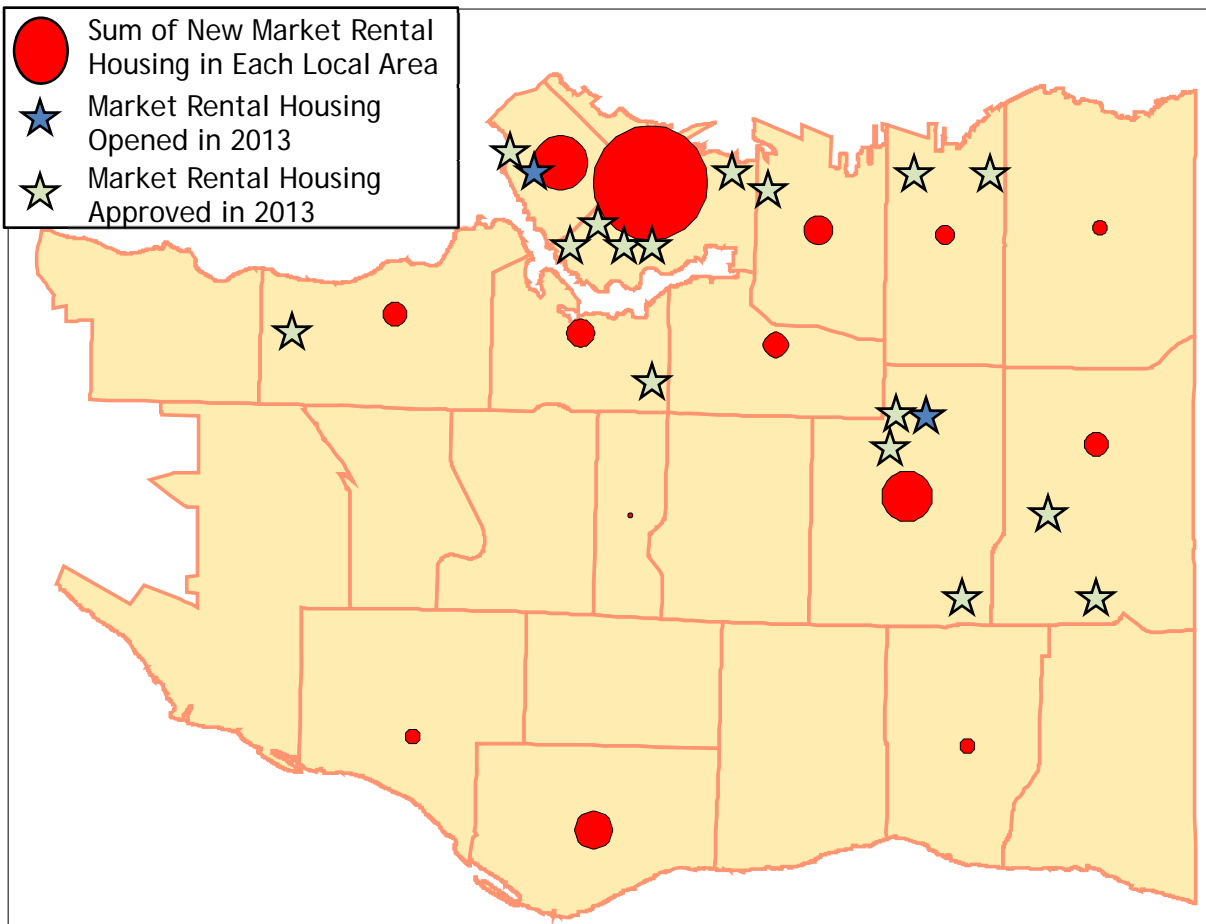 Sum of New Market Rental
Housing in Each Local Area
Market Rental Housing
Opened in 2013
Market Rental Housing
Approved in 2013